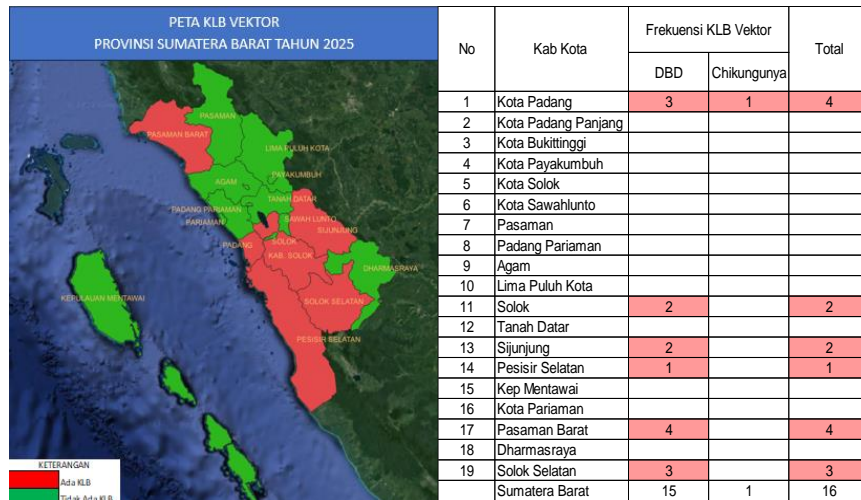 PETA KLB VEKTOR
PROVINSI SUMATERA BARAT TAHUN 2025
PASAMAN
PASAMAN BARAT
LIMA PULUH KOTA
PAYAKUMBUH
AGAM
TANAH DATAR
PADANG PARIAMAN
PARIAMAN
SAWAH LUNTO
SIJUNJUNG
PADANG
SOLOK
KAB. SOLOK
DHARMASRAYA
KEPULAUAN MENTAWAI
SOLOK SELATAN
PESISIR SELATAN
KETERANGAN
Ada KLB
Tidak Ada KLB
No Kab Kota Frekuensi KLB Vektor Total
DBD Chikungunya
1 Kota Padang 3 1 4
2 Kota Padang Panjang
3 Kota Bukittinggi
4 Kota Payakumbuh
5 Kota Solok
6 Kota Sawahlunto
7 Pasaman
8 Padang Pariaman
9 Agam
10 Lima Puluh Kota
11 Solok 2 2
12 Tanah Datar
13 Sijunjung 2 2
14 Pesisir Selatan 1 1
15 Kep Mentawai
16 Kota Pariaman
17 Pasaman Barat 4 4
18 Dharmasraya
19 Solok Selatan 3 3
Sumatera Barat 15 1 16